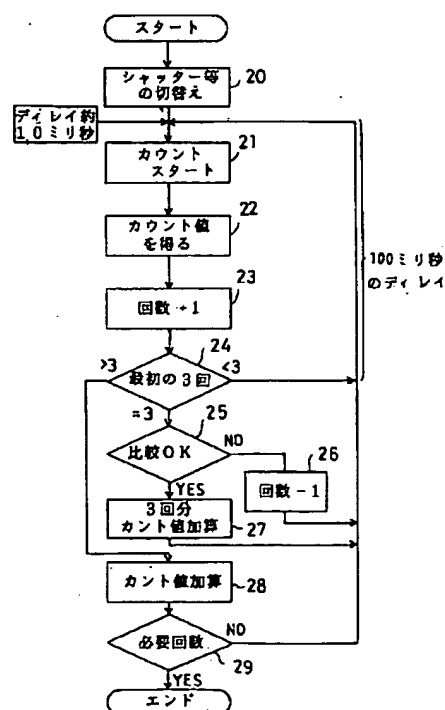 スタート
シャッター等
の切替え
20
ディレイ約
10ミリ秒
21
カウント
スタート
22
カウント値
を得る
23
回数+1
100ミリ秒
のディレイ
24
>3
<3
最初の3回
=3
25
比較OK
NO
26
回数-1
YES
3回分
カント値加算
27
カント値加算
28
必要回数
NO
29
YES
エンド